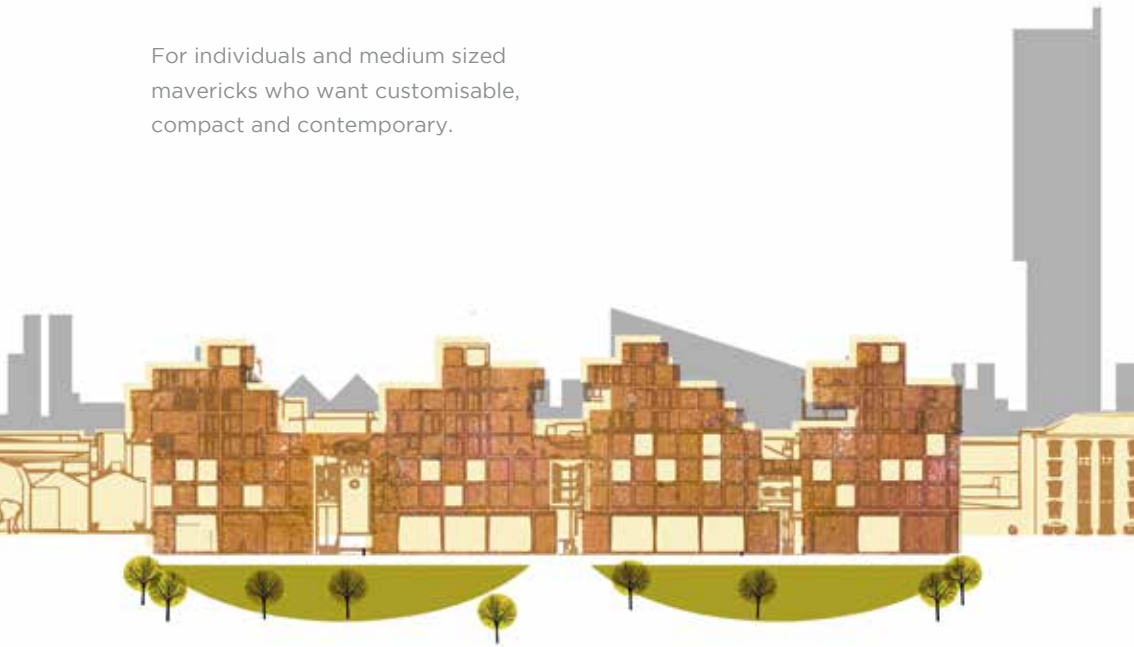 For individuals and medium sized
mavericks who want customisable,
compact and contemporary.